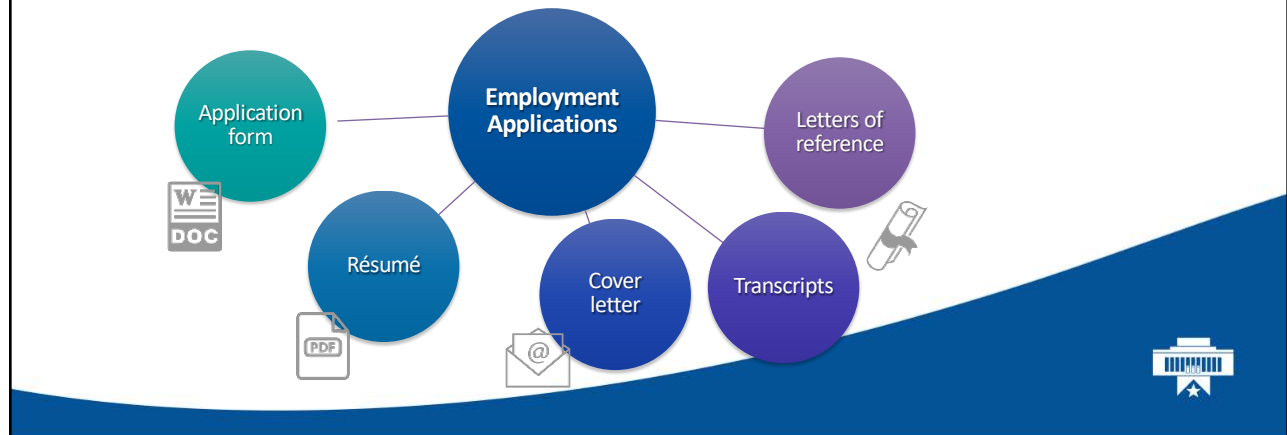 Employment
Applications
Application
form
Letters of
reference
W
DOC
Résumé
Cover
letter
Transcripts
PDF
@